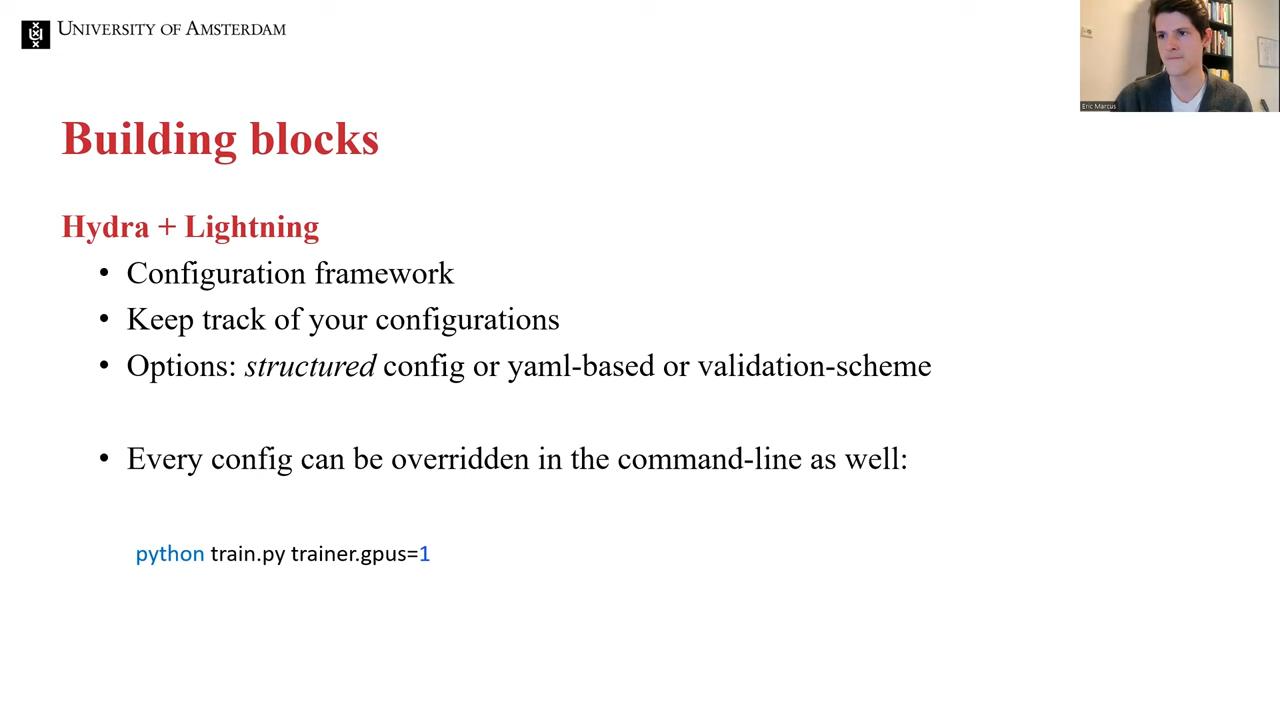 UNIVERSITY OF AMSTERDAM
Eric Marcus
Building blocks
Hydra + Lightning
• Configuration framework
• Keep track of your configurations
• Options: structured config or yaml-based or validation-scheme
• Every config can be overridden in the command-line as well:
python train.py trainer.gpus=1